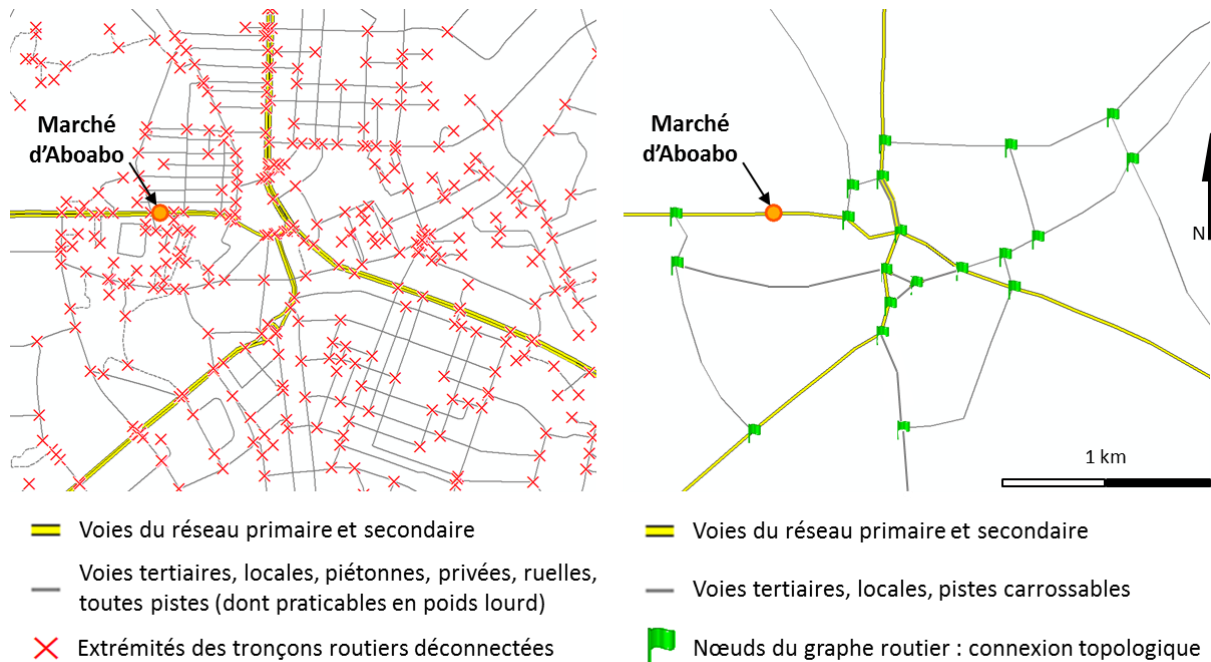 Marché
d'Aboabo
Marché
d'Aboabo
N
1 km
Voies du réseau primaire et secondaire
Voies tertiaires, locales, piétonnes, privées, ruelles,
toutes pistes (dont praticables en poids lourd)
Extrémités des tronçons routiers déconnectées
Voies du réseau primaire et secondaire
Voies tertiaires, locales, pistes carrossables
Nœuds du graphe routier : connexion topologique